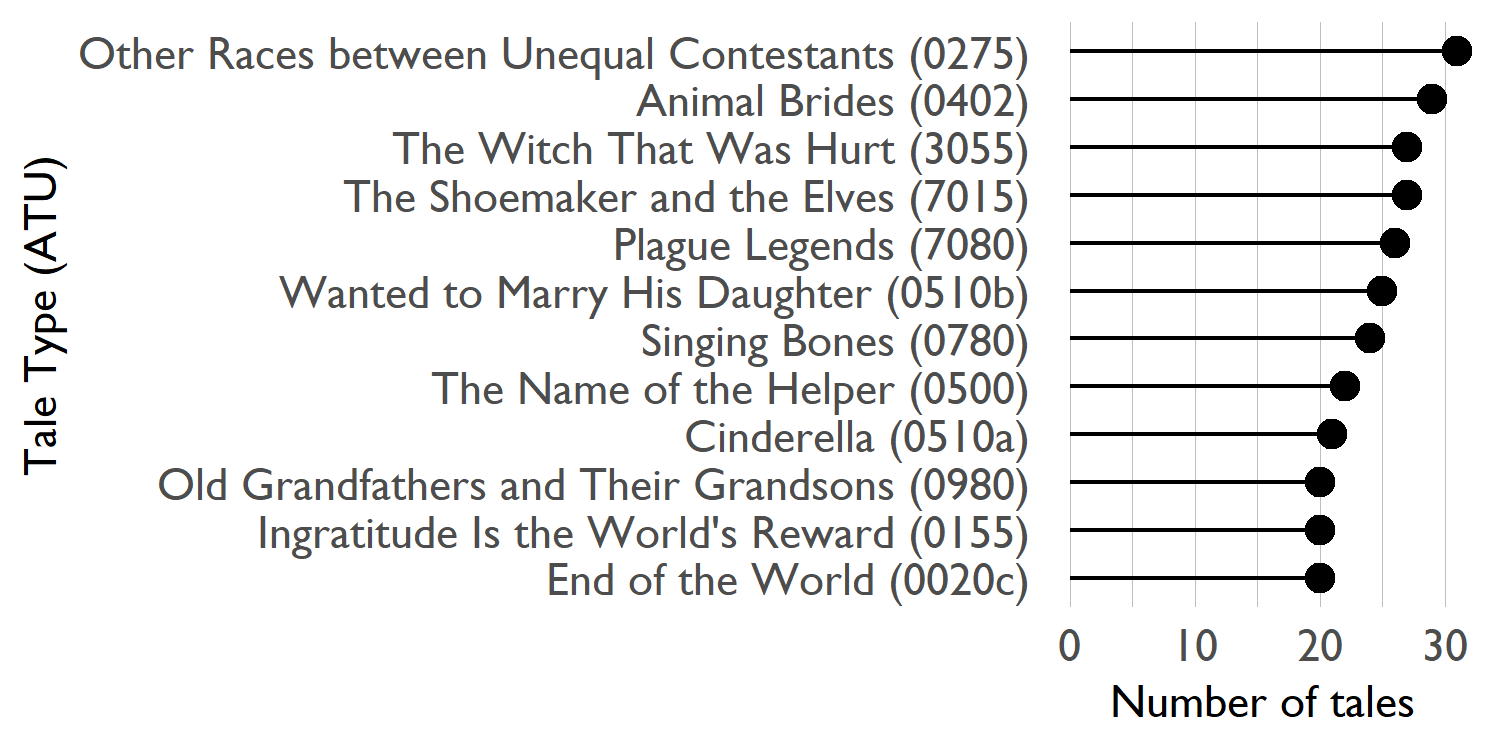 Other Races between Unequal Contestants (0275)
Animal Brides (0402)
The Witch That Was Hurt (3055)
The Shoemaker and the Elves (7015)
Plague Legends (7080)
Wanted to Marry His Daughter (0510b)
Singing Bones (0780)
The Name of the Helper (0500)
Cinderella (0510a)
Old Grandfathers and Their Grandsons (0980)
Ingratitude Is the World's Reward (0155)
End of the World (0020c)
Tale Type (ATU)
0 10 20 30
Number of tales